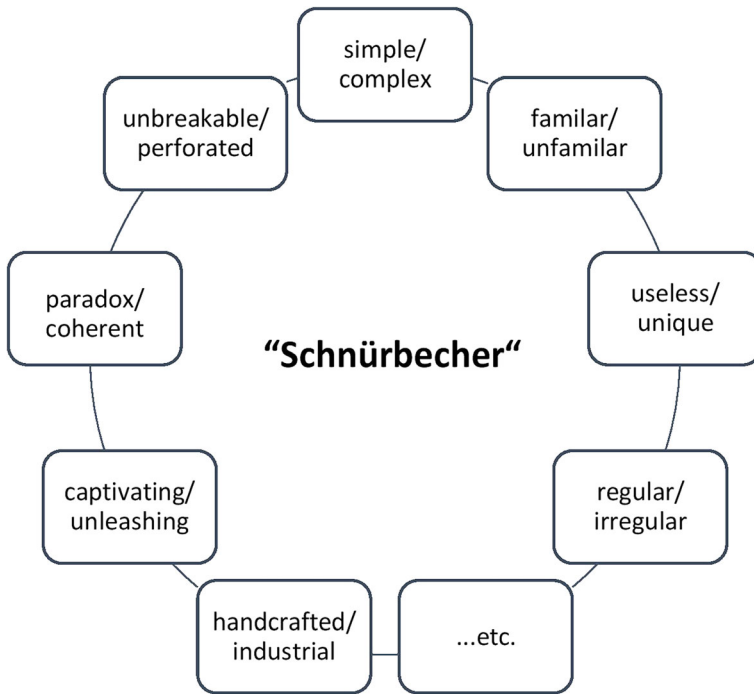 simple/
complex
familar/
unfamilar
useless/
unique
regular/
irregular
...etc.
handcrafted/
industrial
captivating/
unleashing
paradox/
coherent
unbreakable/
perforated
“Schnürbecher“